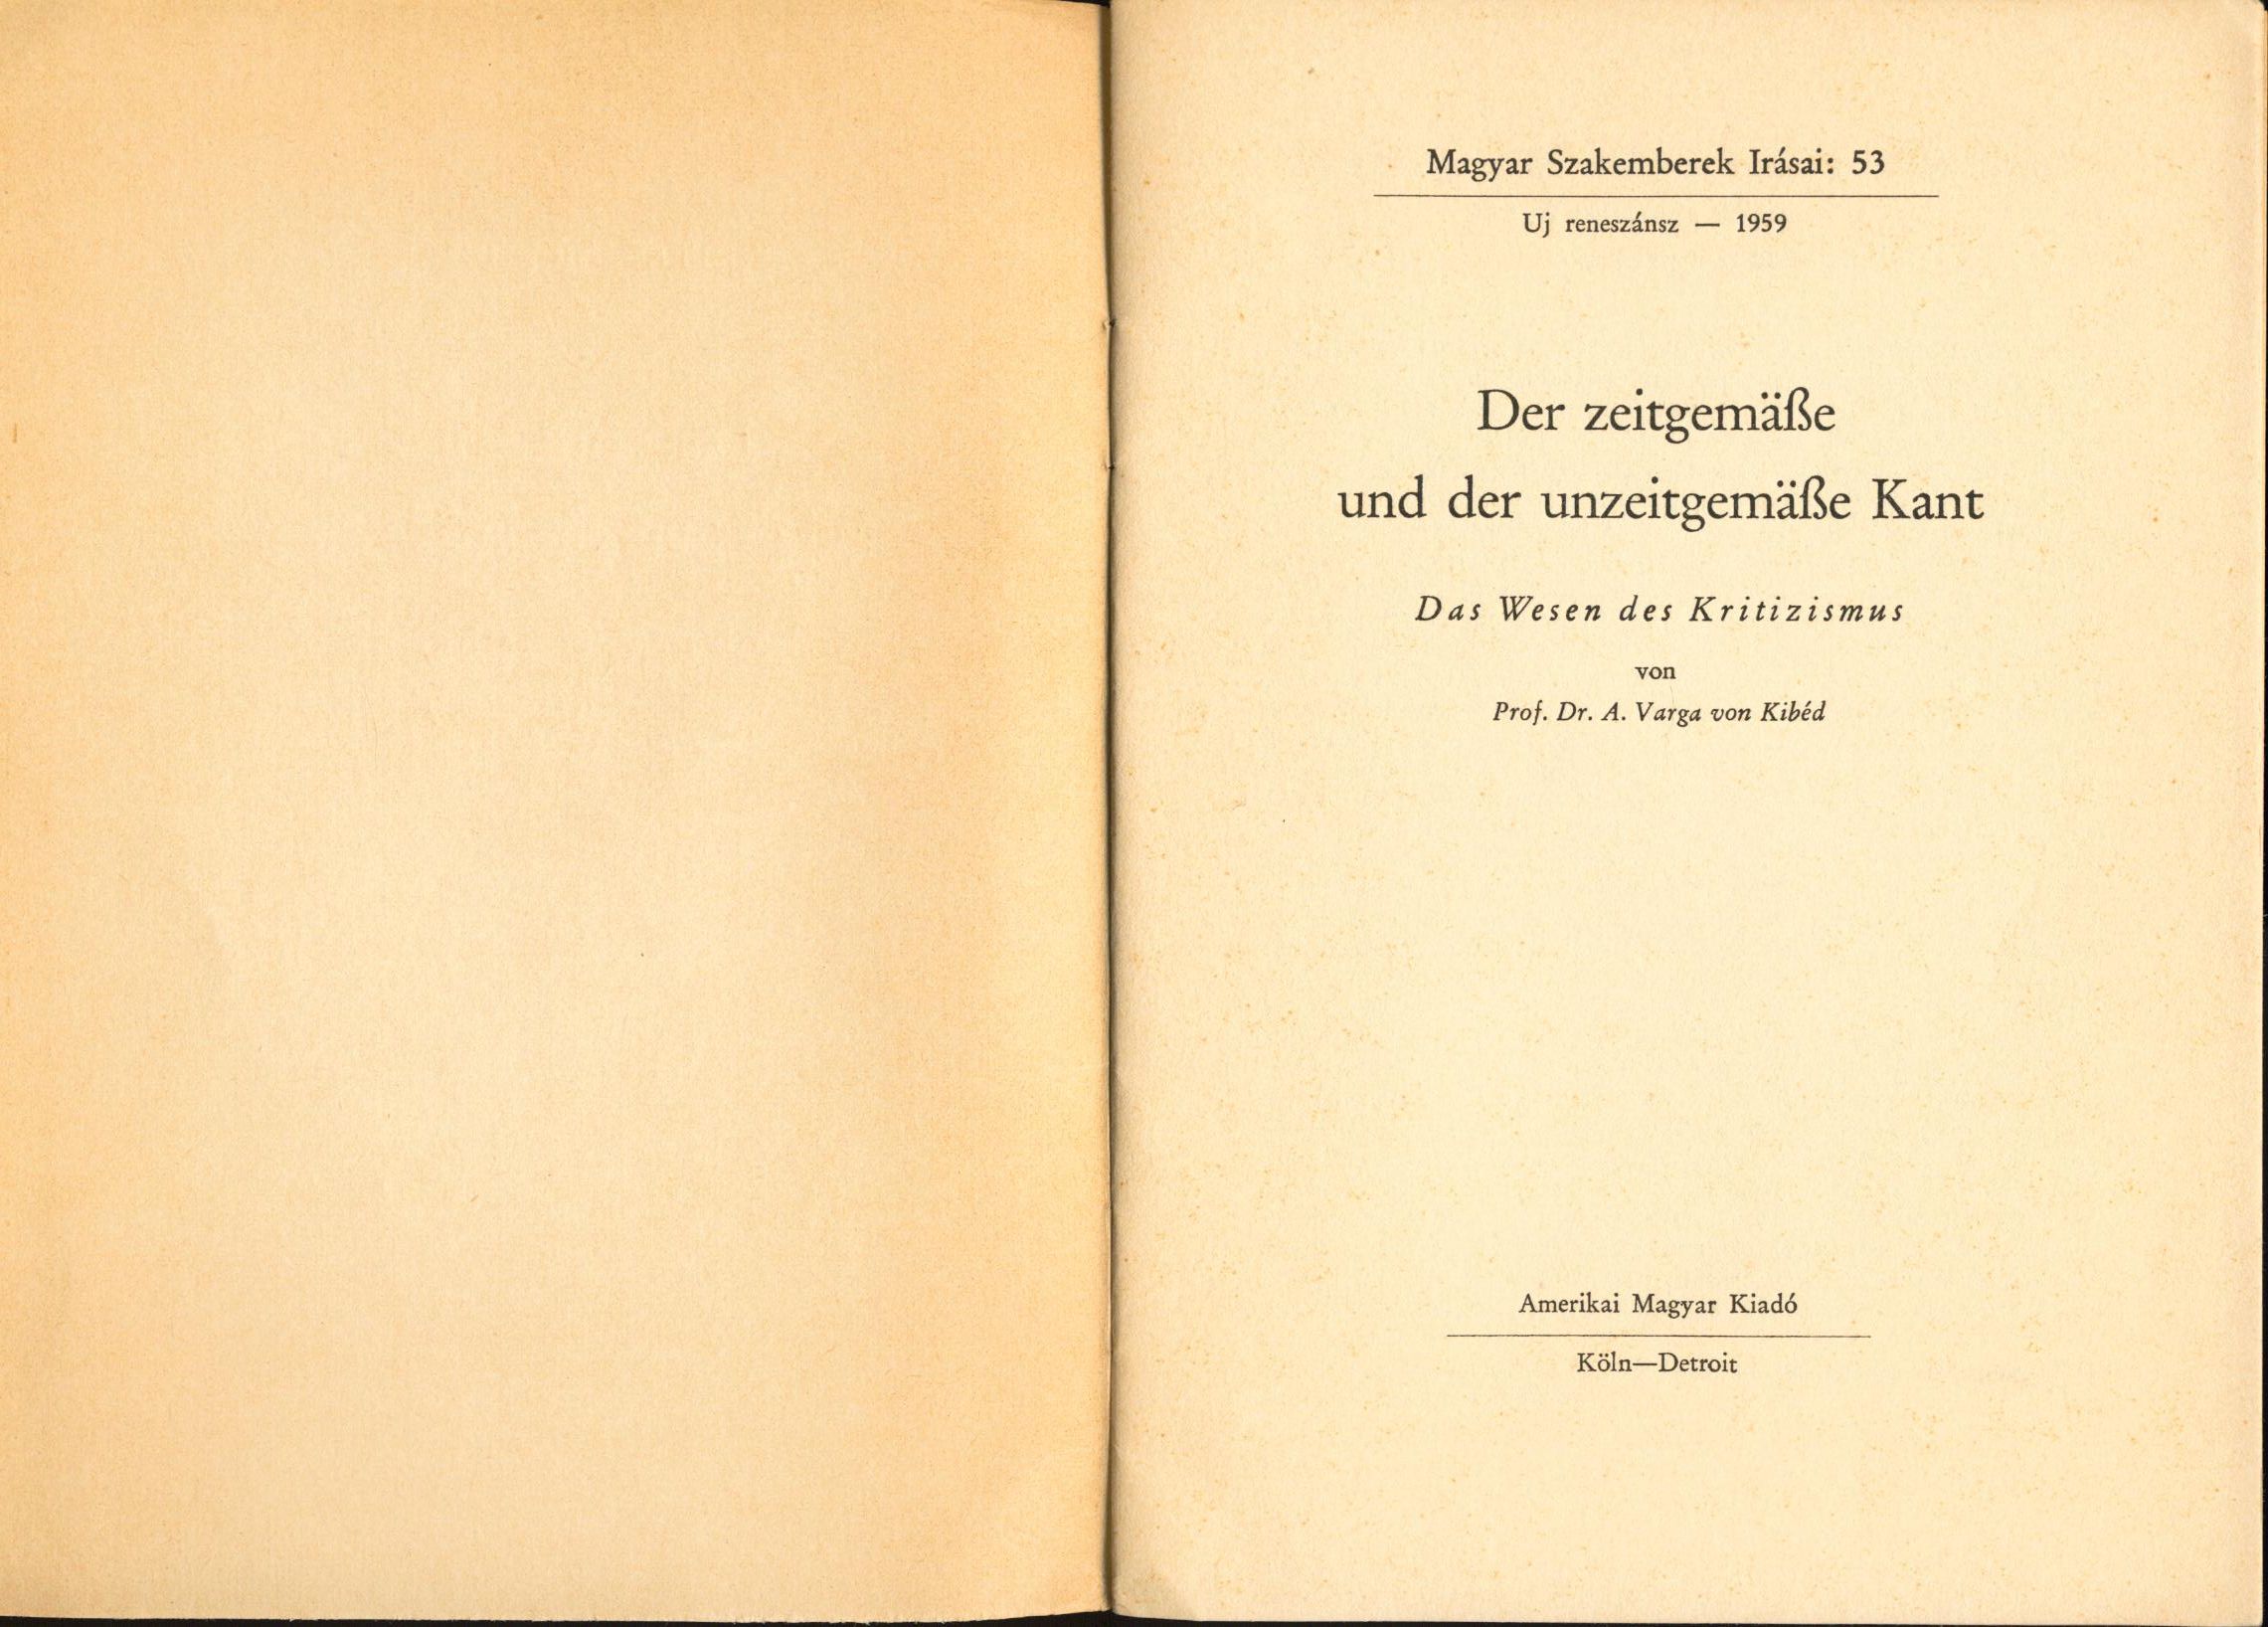 Magyar Szakemberek Irásai: 53
Uj reneszánsz — 1959
Der zeitgemäße
und der unzeitgemäße Kant
Das Wesen des Kritizismus
von
Prof. Dr. A. Varga von Kibéd
Amerikai Magyar Kiadó
Köln—Detroit